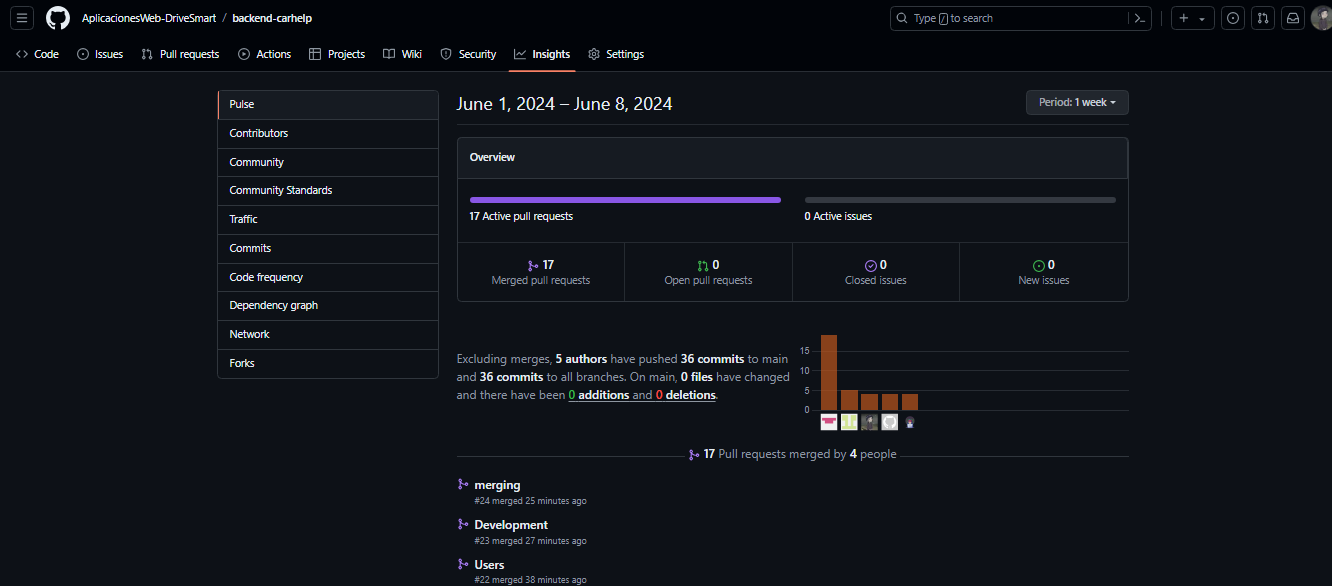 AplicacionesWeb-DriveSmart / backend-carhelp
Type / to search
Code Issues Pull requests Actions Projects Wiki Security Insights Settings
Pulse
Contributors
Community
Community Standards
Traffic
Commits
Code frequency
Dependency graph
Network
Forks
June 1, 2024 – June 8, 2024
Period: 1 week
Overview
17 Active pull requests
0 Active issues
17
Merged pull requests
0
Open pull requests
0
Closed issues
0
New issues
Excluding merges, 5 authors have pushed 36 commits to main
and 36 commits to all branches. On main, 0 files have changed
and there have been 0 additions and 0 deletions.
15
10
5
0
17 Pull requests merged by 4 people
merging
#24 merged 25 minutes ago
Development
#23 merged 27 minutes ago
Users
#22 merged 38 minutes ago